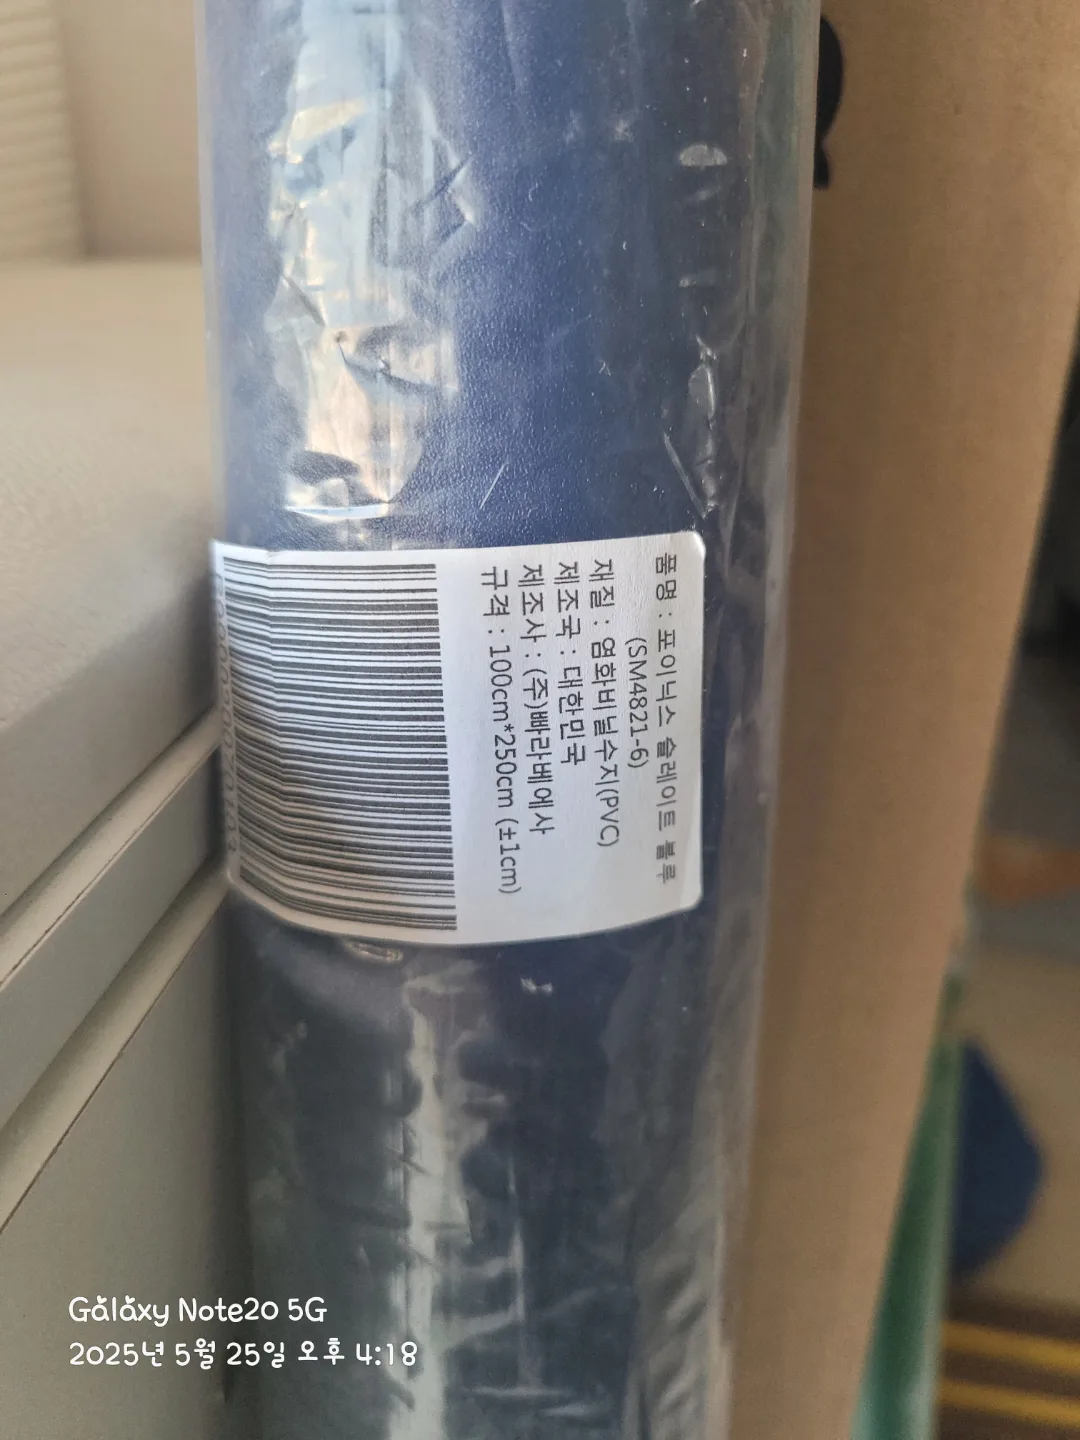 품명 : 포이닉스 슬레이트 블루
(SM4821-6)
재질 : 염화비닐수지(PVC)
제조국 : 대한민국
제조사 : (주)빠라베에사
규격 : 100cm*250cm (±1cm)
Galaxy Note20 5G
2025년 5월 25일 오후 4:18